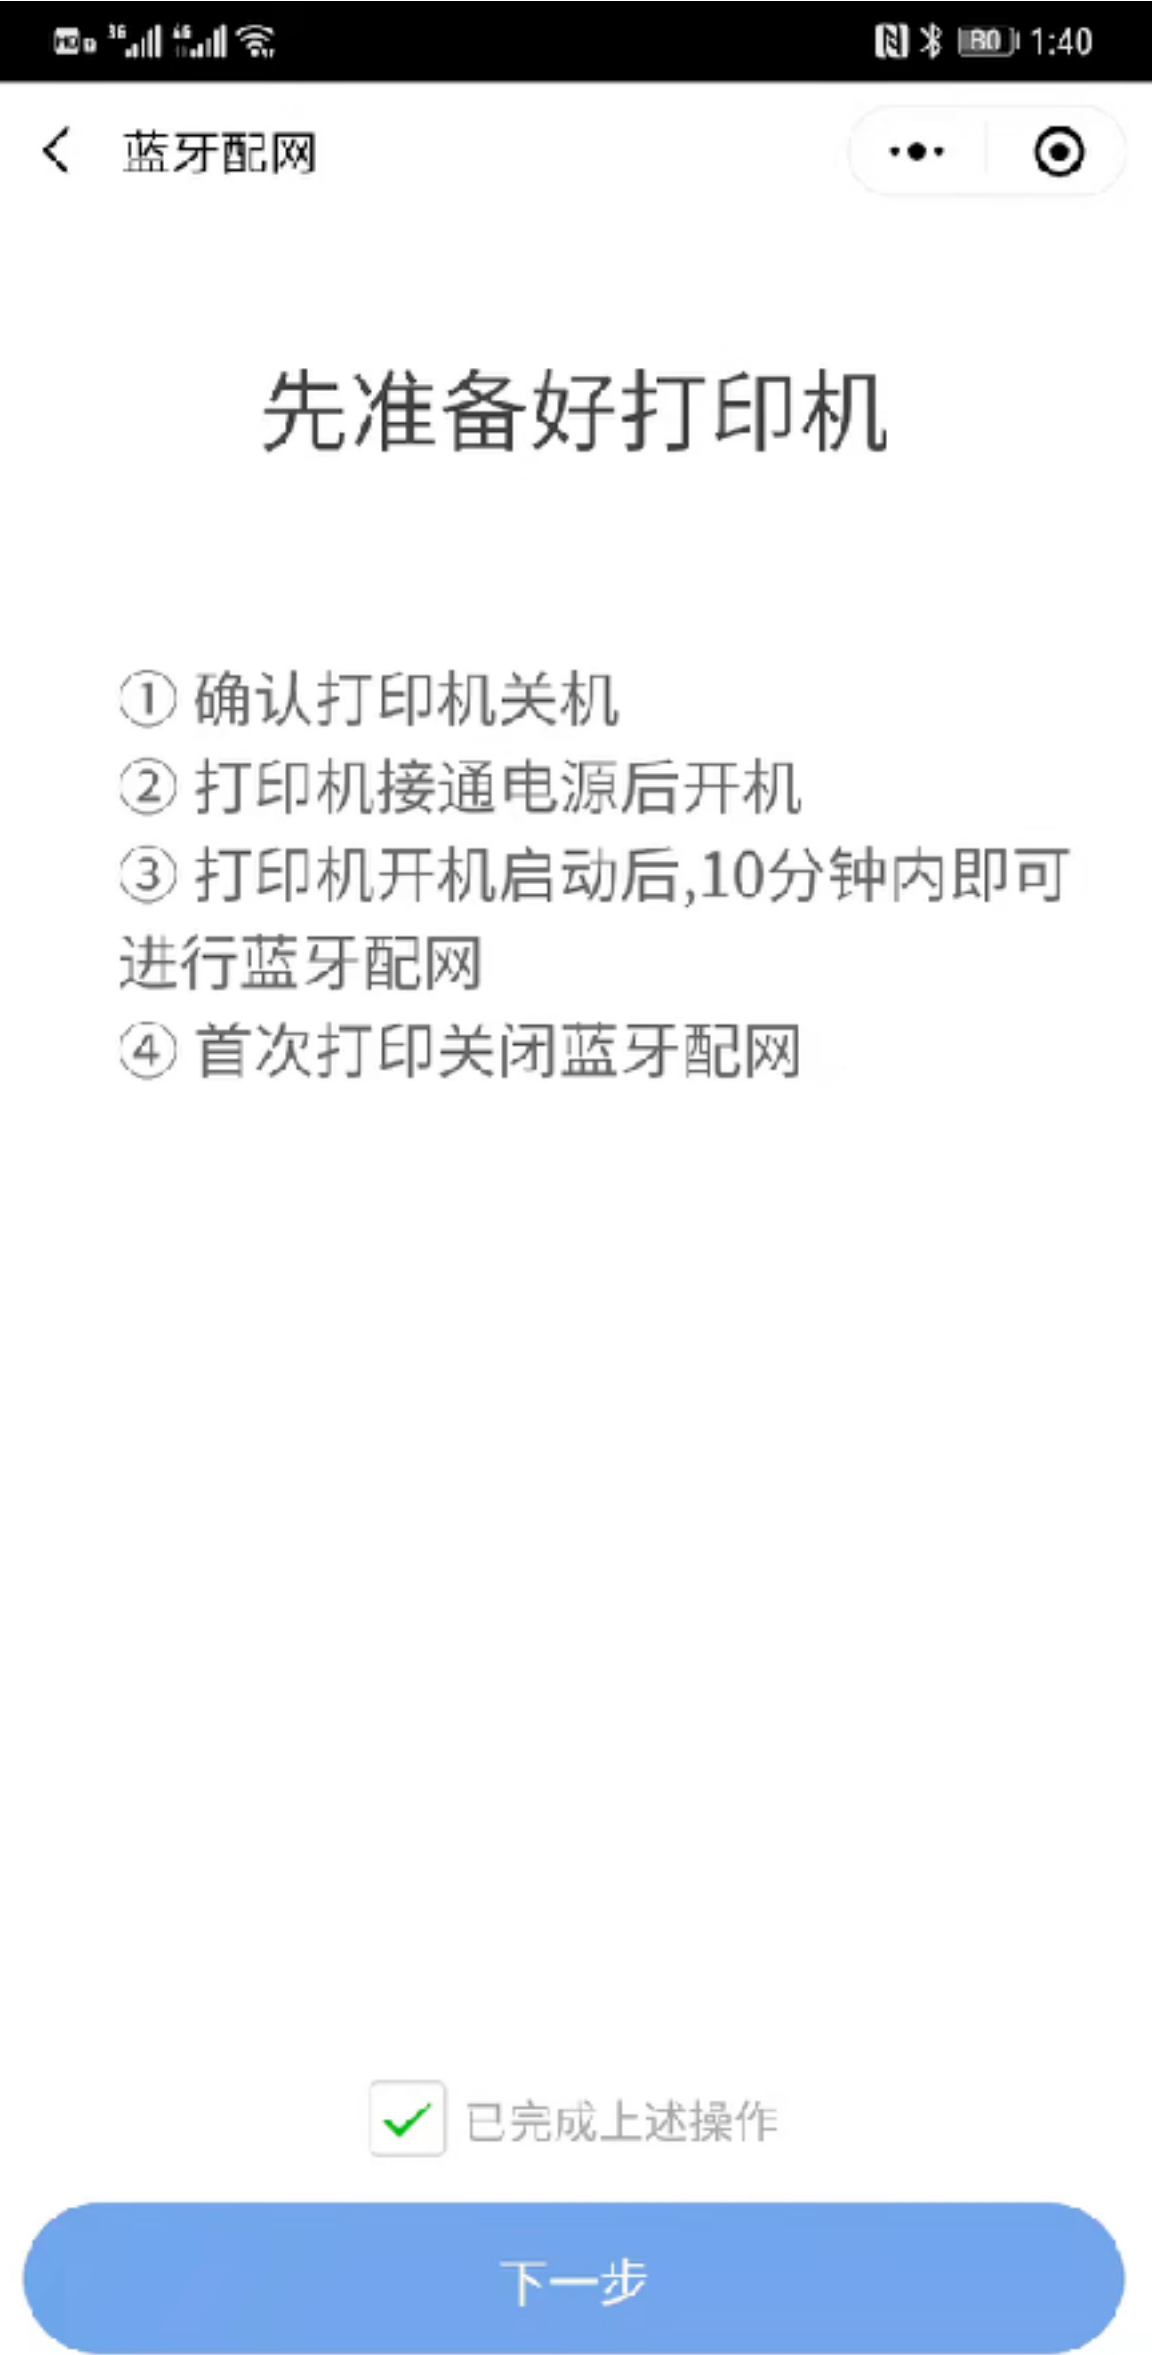 3G 4G 80 1:40
蓝牙配网
先准备好打印机
① 确认打印机关机
② 打印机接通电源后开机
③ 打印机开机启动后,10分钟内即可
进行蓝牙配网
④ 首次打印关闭蓝牙配网
已完成上述操作
下一步